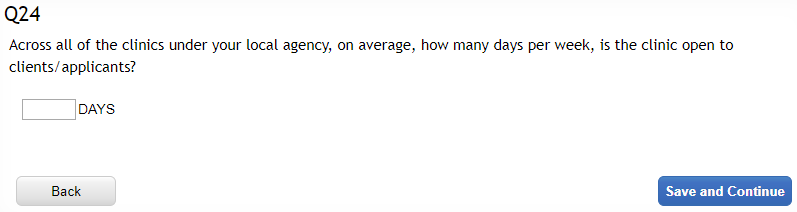 Q24
Across all of the clinics under your local agency, on average, how many days per week, is the clinic open to
clients/applicants?
DAYS
Back
Save and Continue